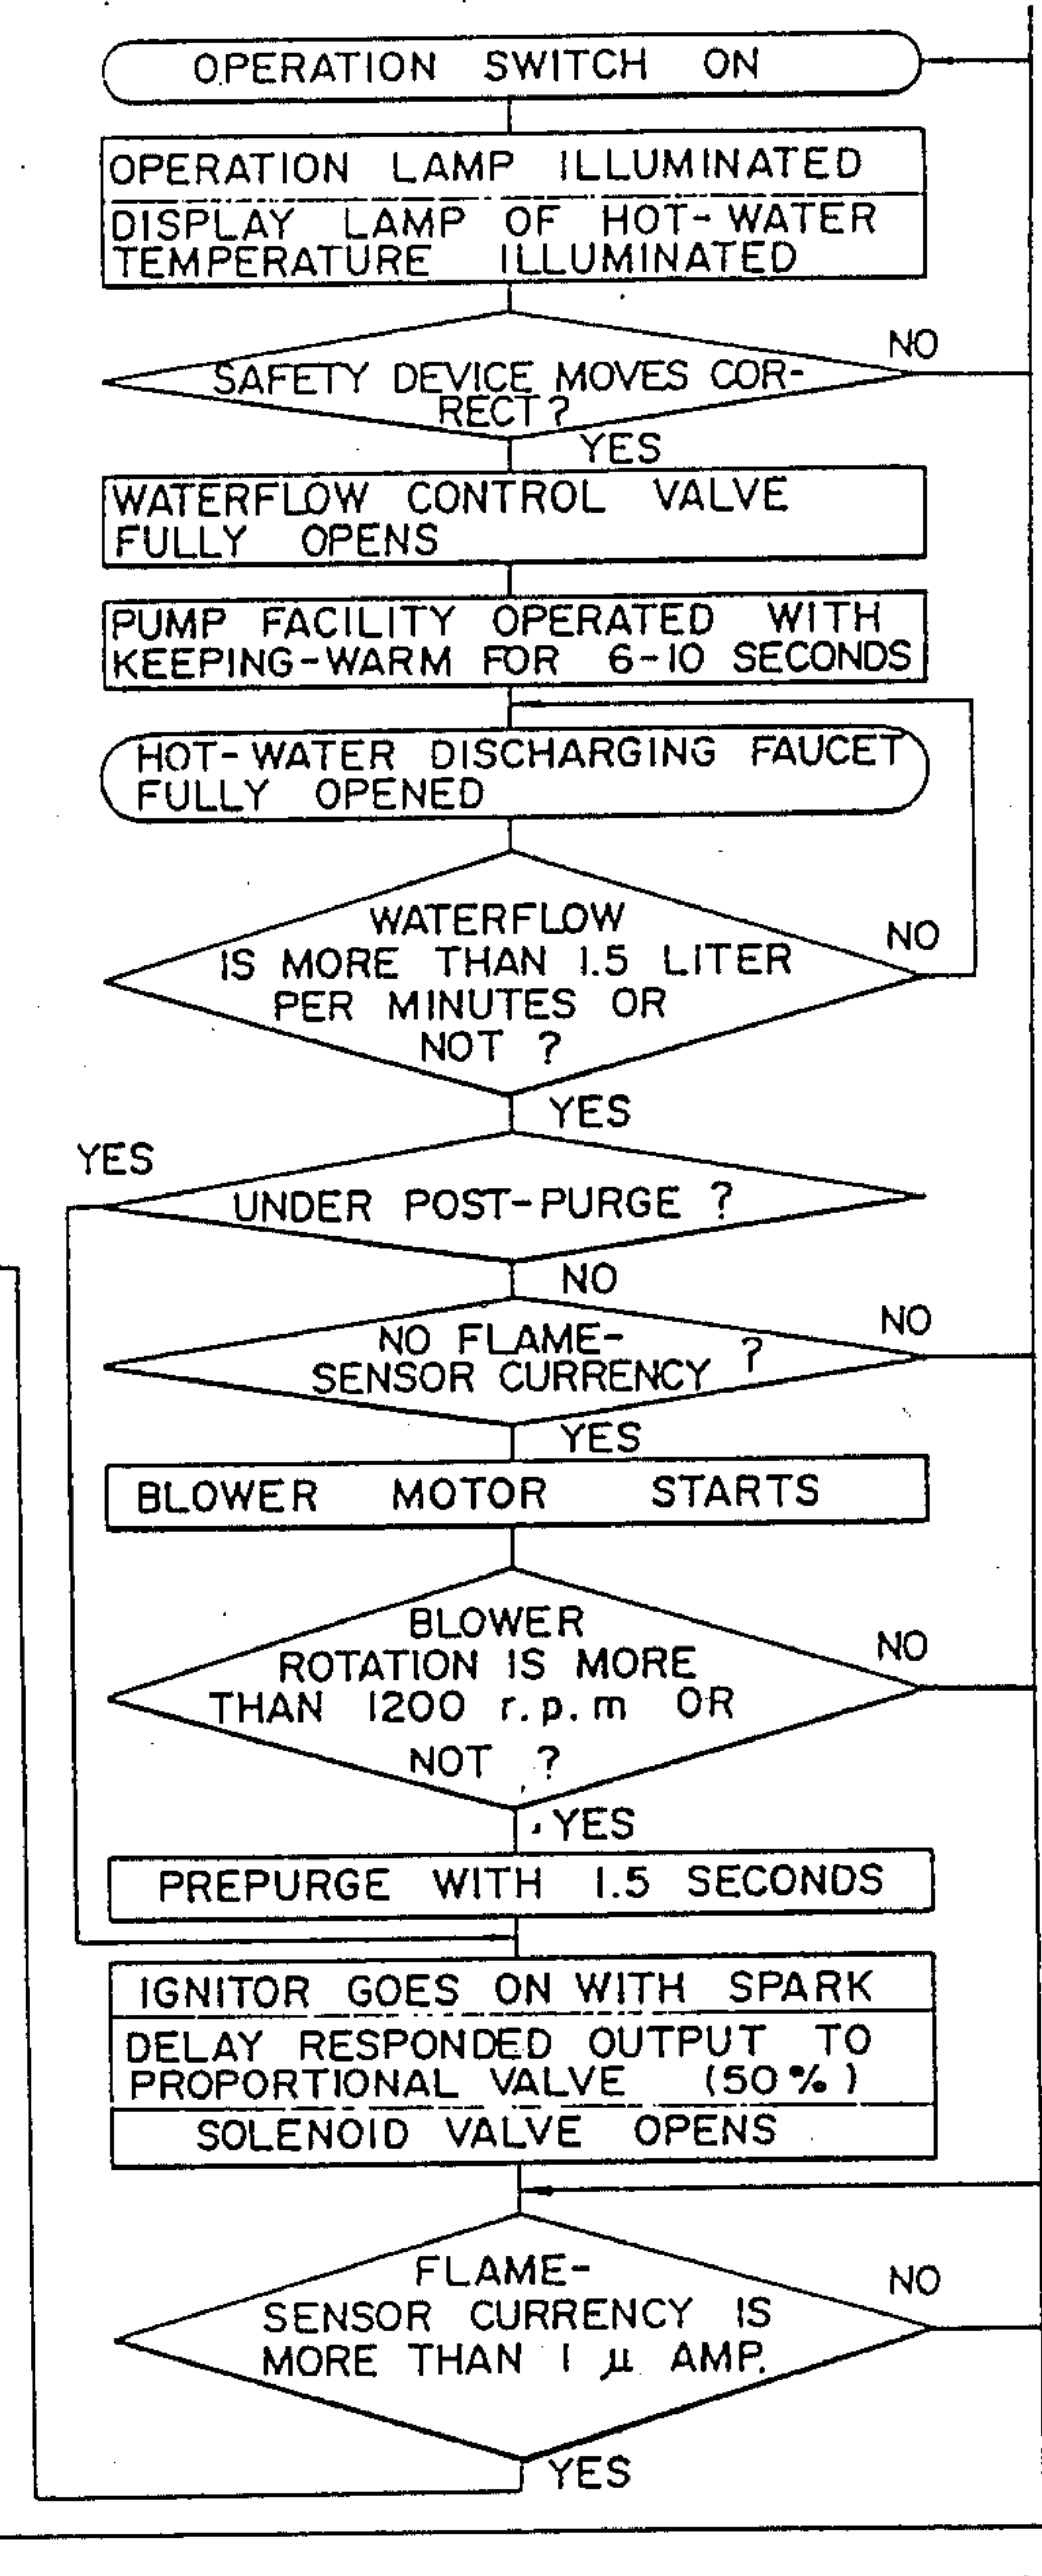 OPERATION SWITCH ON
OPERATION LAMP ILLUMINATED
DISPLAY LAMP OF HOT-WATER
TEMPERATURE ILLUMINATED
NO
SAFETY DEVICE MOVES COR-
RECT?
YES
WATERFLOW CONTROL VALVE
FULLY OPENS
PUMP FACILITY OPERATED WITH
KEEPING-WARM FOR 6-10 SECONDS
HOT-WATER DISCHARGING FAUCET
FULLY OPENED
WATERFLOW
IS MORE THAN 1.5 LITER
PER MINUTES OR
NOT ?
NO
YES
YES
UNDER POST-PURGE ?
NO
NO FLAME-
SENSOR CURRENCY ?
NO
YES
BLOWER MOTOR STARTS
BLOWER
ROTATION IS MORE
THAN 1200 r.p.m OR
NOT ?
NO
YES
PREPURGE WITH 1.5 SECONDS
IGNITOR GOES ON WITH SPARK
DELAY RESPONDED OUTPUT TO
PROPORTIONAL VALVE (50%)
SOLENOID VALVE OPENS
FLAME-
SENSOR CURRENCY IS
MORE THAN 1 μ AMP.
NO
YES